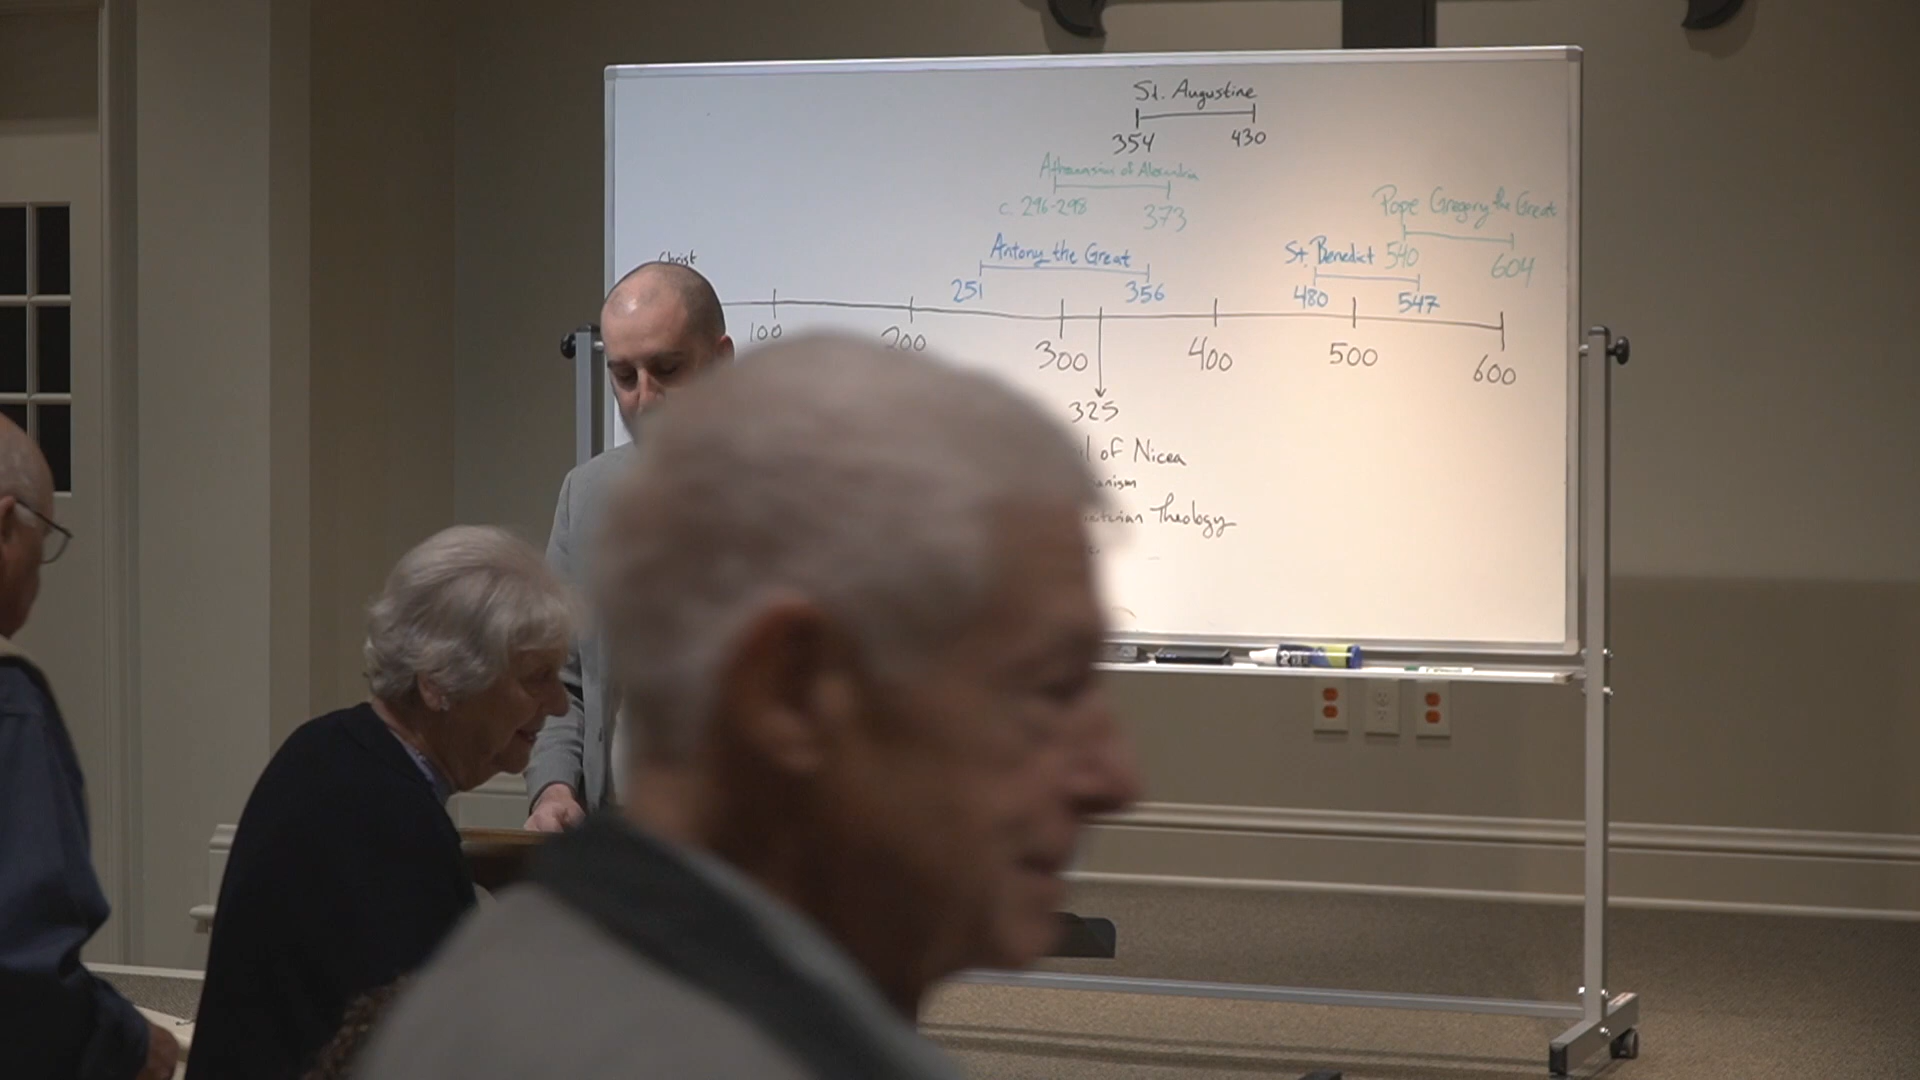 St. Augustine
354 430
Athanasius of Alexandria
c. 296-298 373
Pope Gregory the Great
540 604
Antony the Great
251 356
St. Benedict
480 547
Christ
100 200 300 400 500 600
325
of Nicea
Theology